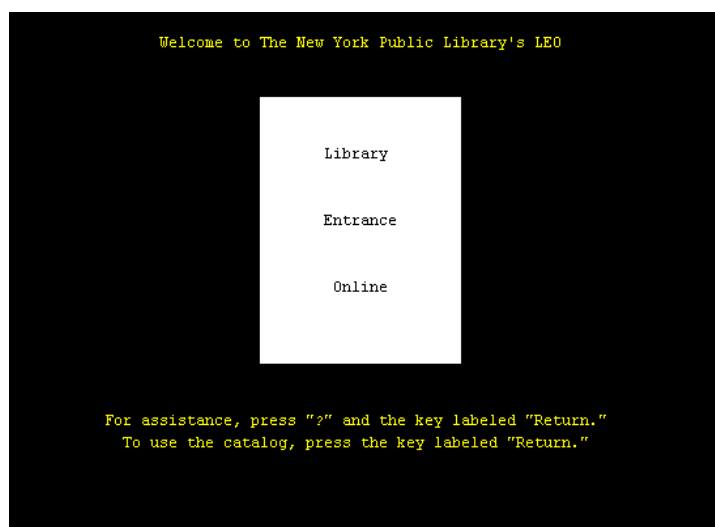 Welcome to The New York Public Library's LEO
Library
Entrance
Online
For assistance, press "?" and the key labeled "Return."
To use the catalog, press the key labeled "Return."